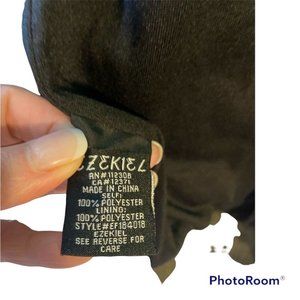 EZEKIEL
RN#112308
CA#12371
MADE IN CHINA
SELF:
100% POLYESTER
LINING:
100% POLYESTER
STYLE#EF184018
EZEKIEL
SEE REVERSE FOR
CARE
PhotoRoom®